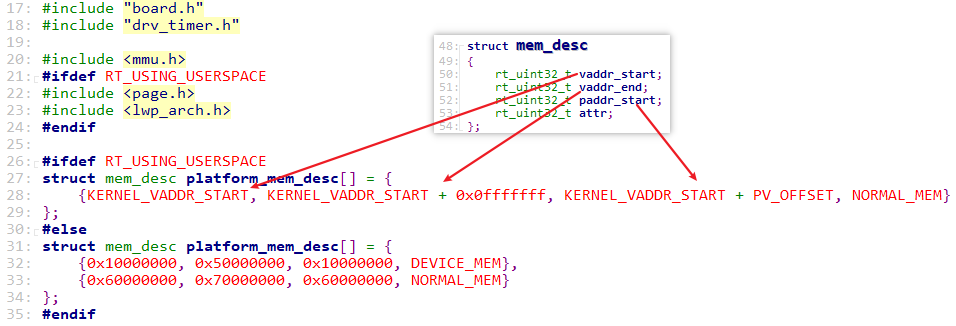 17: #include "board.h"
18: #include "drv_timer.h"
19:
20: #include <mmu.h>
21: #ifdef RT_USING_USERSPACE
22: #include <page.h>
23: #include <lwp_arch.h>
24: #endif
25:
26: #ifdef RT_USING_USERSPACE
27: struct mem_desc platform_mem_desc[] = {
28:     {KERNEL_VADDR_START, KERNEL_VADDR_START + 0x0fffffff, KERNEL_VADDR_START + PV_OFFSET, NORMAL_MEM}
29: };
30: #else
31: struct mem_desc platform_mem_desc[] = {
32:     {0x10000000, 0x50000000, 0x10000000, DEVICE_MEM},
33:     {0x60000000, 0x70000000, 0x60000000, NORMAL_MEM}
34: };
35: #endif
48: struct mem_desc
49: {
50:     rt_uint32_t vaddr_start;
51:     rt_uint32_t vaddr_end;
52:     rt_uint32_t paddr_start;
53:     rt_uint32_t attr;
54: };